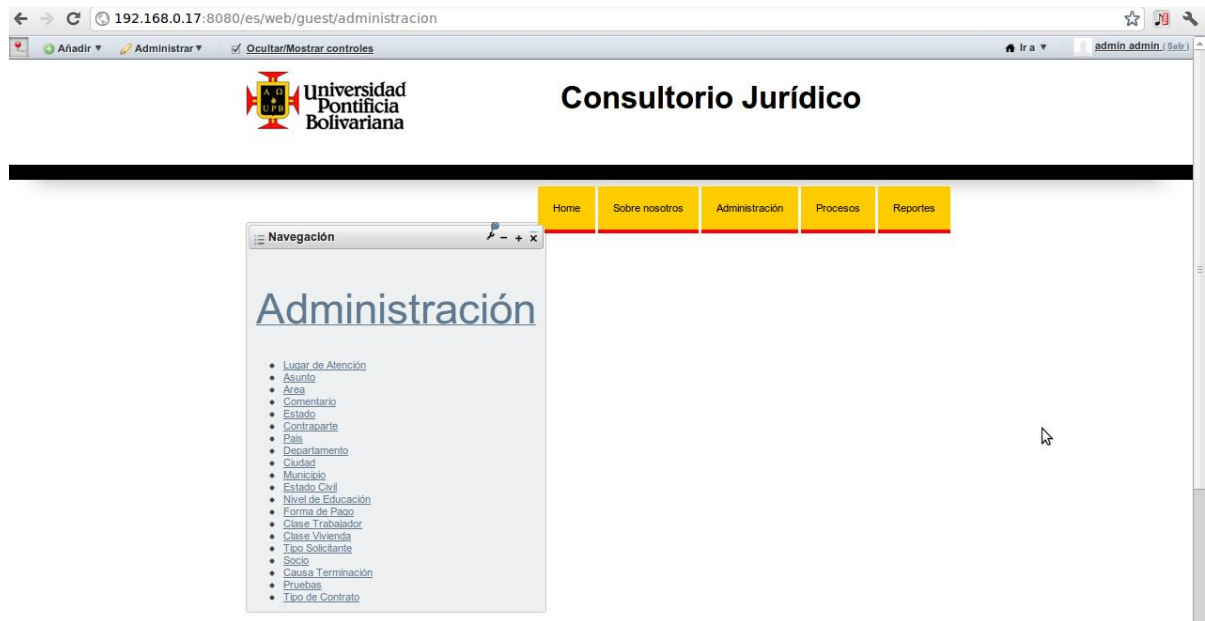 192.168.0.17:8080/es/web/guest/administracion
Añadir Administrar Ocultar/Mostrar controles Ir a admin admin (Salir)
Universidad
Pontificia
Bolivariana
Α Ω
UPB
Consultorio Jurídico
Home Sobre nosotros Administración Procesos Reportes
Navegación
Administración
Lugar de Atención
Asunto
Area
Comentario
Estado
Contraparte
Pais
Departamento
Ciudad
Municipio
Estado Civil
Nivel de Educación
Forma de Pago
Clase Trabajador
Clase Vivienda
Tipo Solicitante
Socio
Causa Terminación
Pruebas
Tipo de Contrato